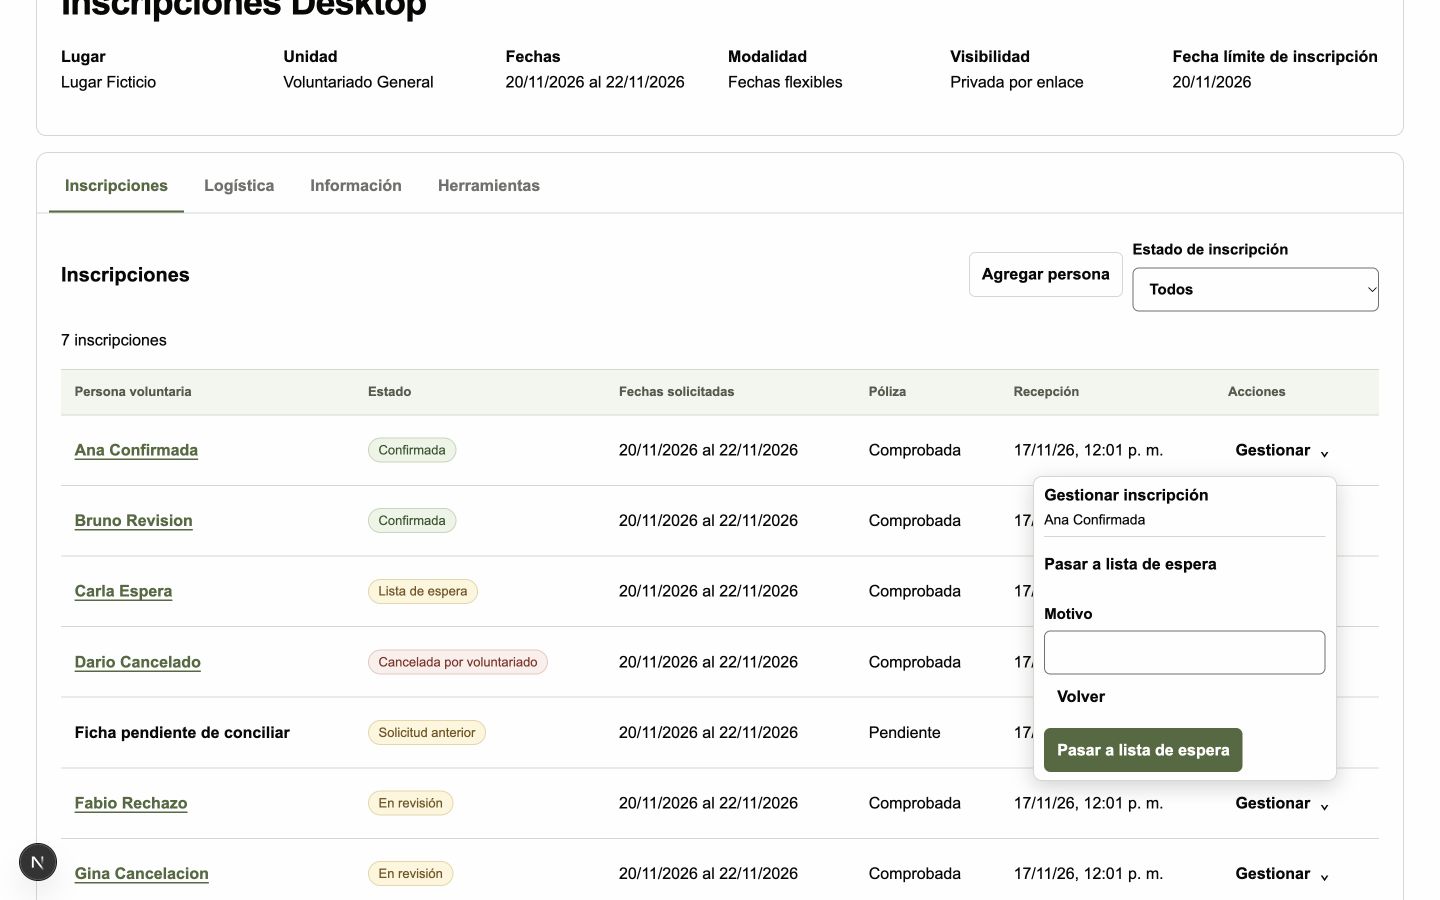 Inscripciones Desktop
Lugar Unidad Fechas Modalidad Visibilidad Fecha límite de inscripción
Lugar Ficticio Voluntariado General 20/11/2026 al 22/11/2026 Fechas flexibles Privada por enlace 20/11/2026
Inscripciones Logística Información Herramientas
Estado de inscripción
Inscripciones Agregar persona Todos
7 inscripciones
Persona voluntaria Estado Fechas solicitadas Póliza Recepción Acciones
Ana Confirmada Confirmada 20/11/2026 al 22/11/2026 Comprobada 17/11/26, 12:01 p. m. Gestionar
Bruno Revision Confirmada 20/11/2026 al 22/11/2026 Comprobada 17/
Carla Espera Lista de espera 20/11/2026 al 22/11/2026 Comprobada 17/
Dario Cancelado Cancelada por voluntariado 20/11/2026 al 22/11/2026 Comprobada 17/
Ficha pendiente de conciliar Solicitud anterior 20/11/2026 al 22/11/2026 Pendiente 17/
Gestionar inscripción
Ana Confirmada
Pasar a lista de espera
Motivo
Volver
Pasar a lista de espera
Fabio Rechazo En revisión 20/11/2026 al 22/11/2026 Comprobada 17/11/26, 12:01 p. m. Gestionar
N
Gina Cancelacion En revisión 20/11/2026 al 22/11/2026 Comprobada 17/11/26, 12:01 p. m. Gestionar